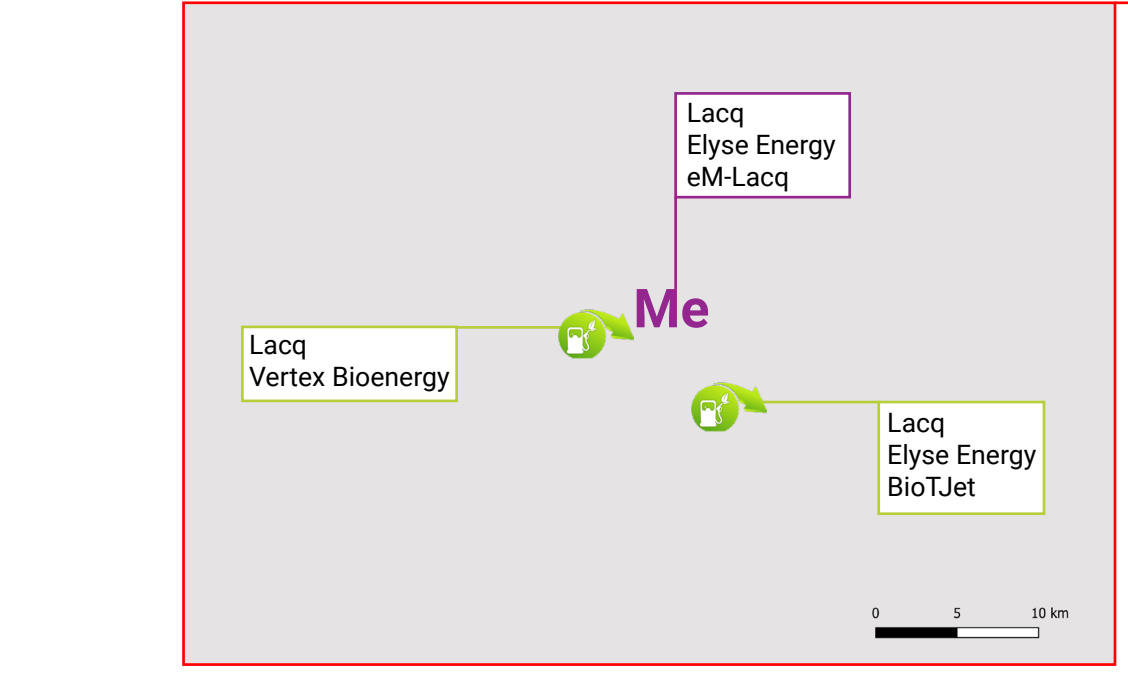 Lacq
Elyse Energy
eM-Lacq
Me
Lacq
Vertex Bioenergy
Lacq
Elyse Energy
BioTJet
0 5 10 km